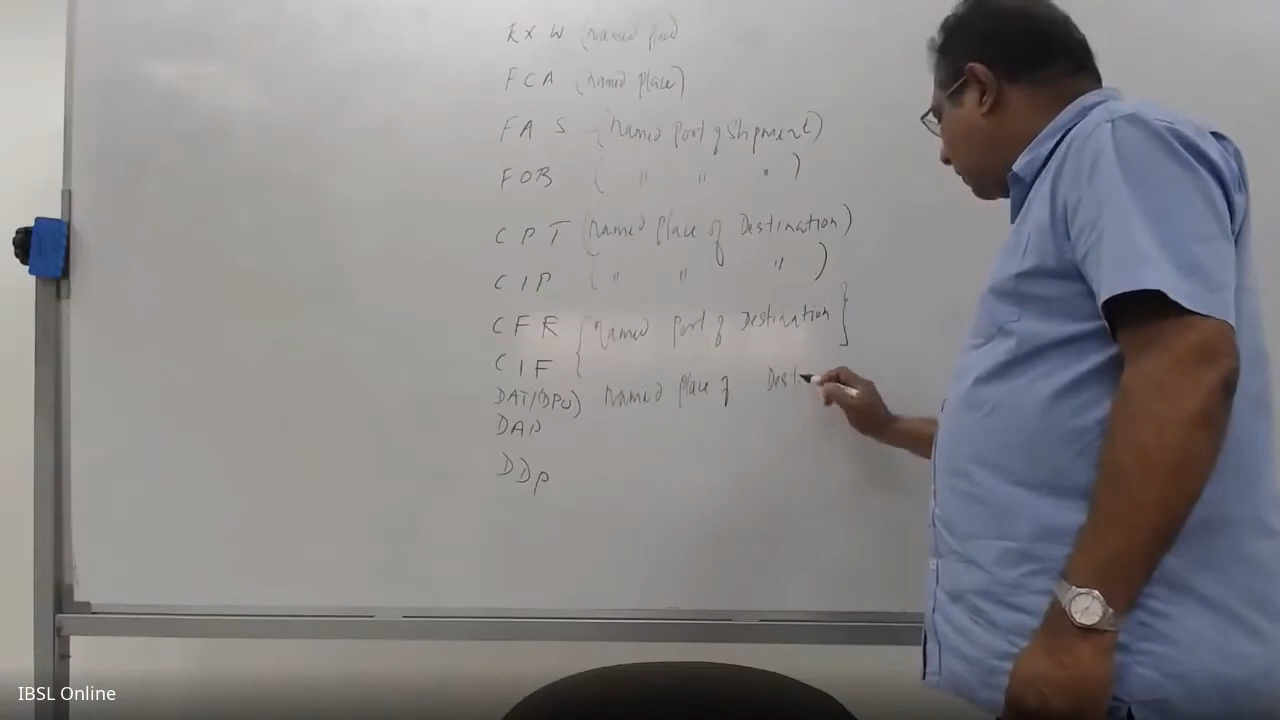 EXW (named place
FCA (named place)
FAS (Named Port of Shipment)
FOB ( " " " )
CPT (named Place of Destination)
CIP ( " " " )
CFR { named Port of Destination }
CIF
DAT/(DPU) named place of Desti
DAP
DDP
IBSL Online